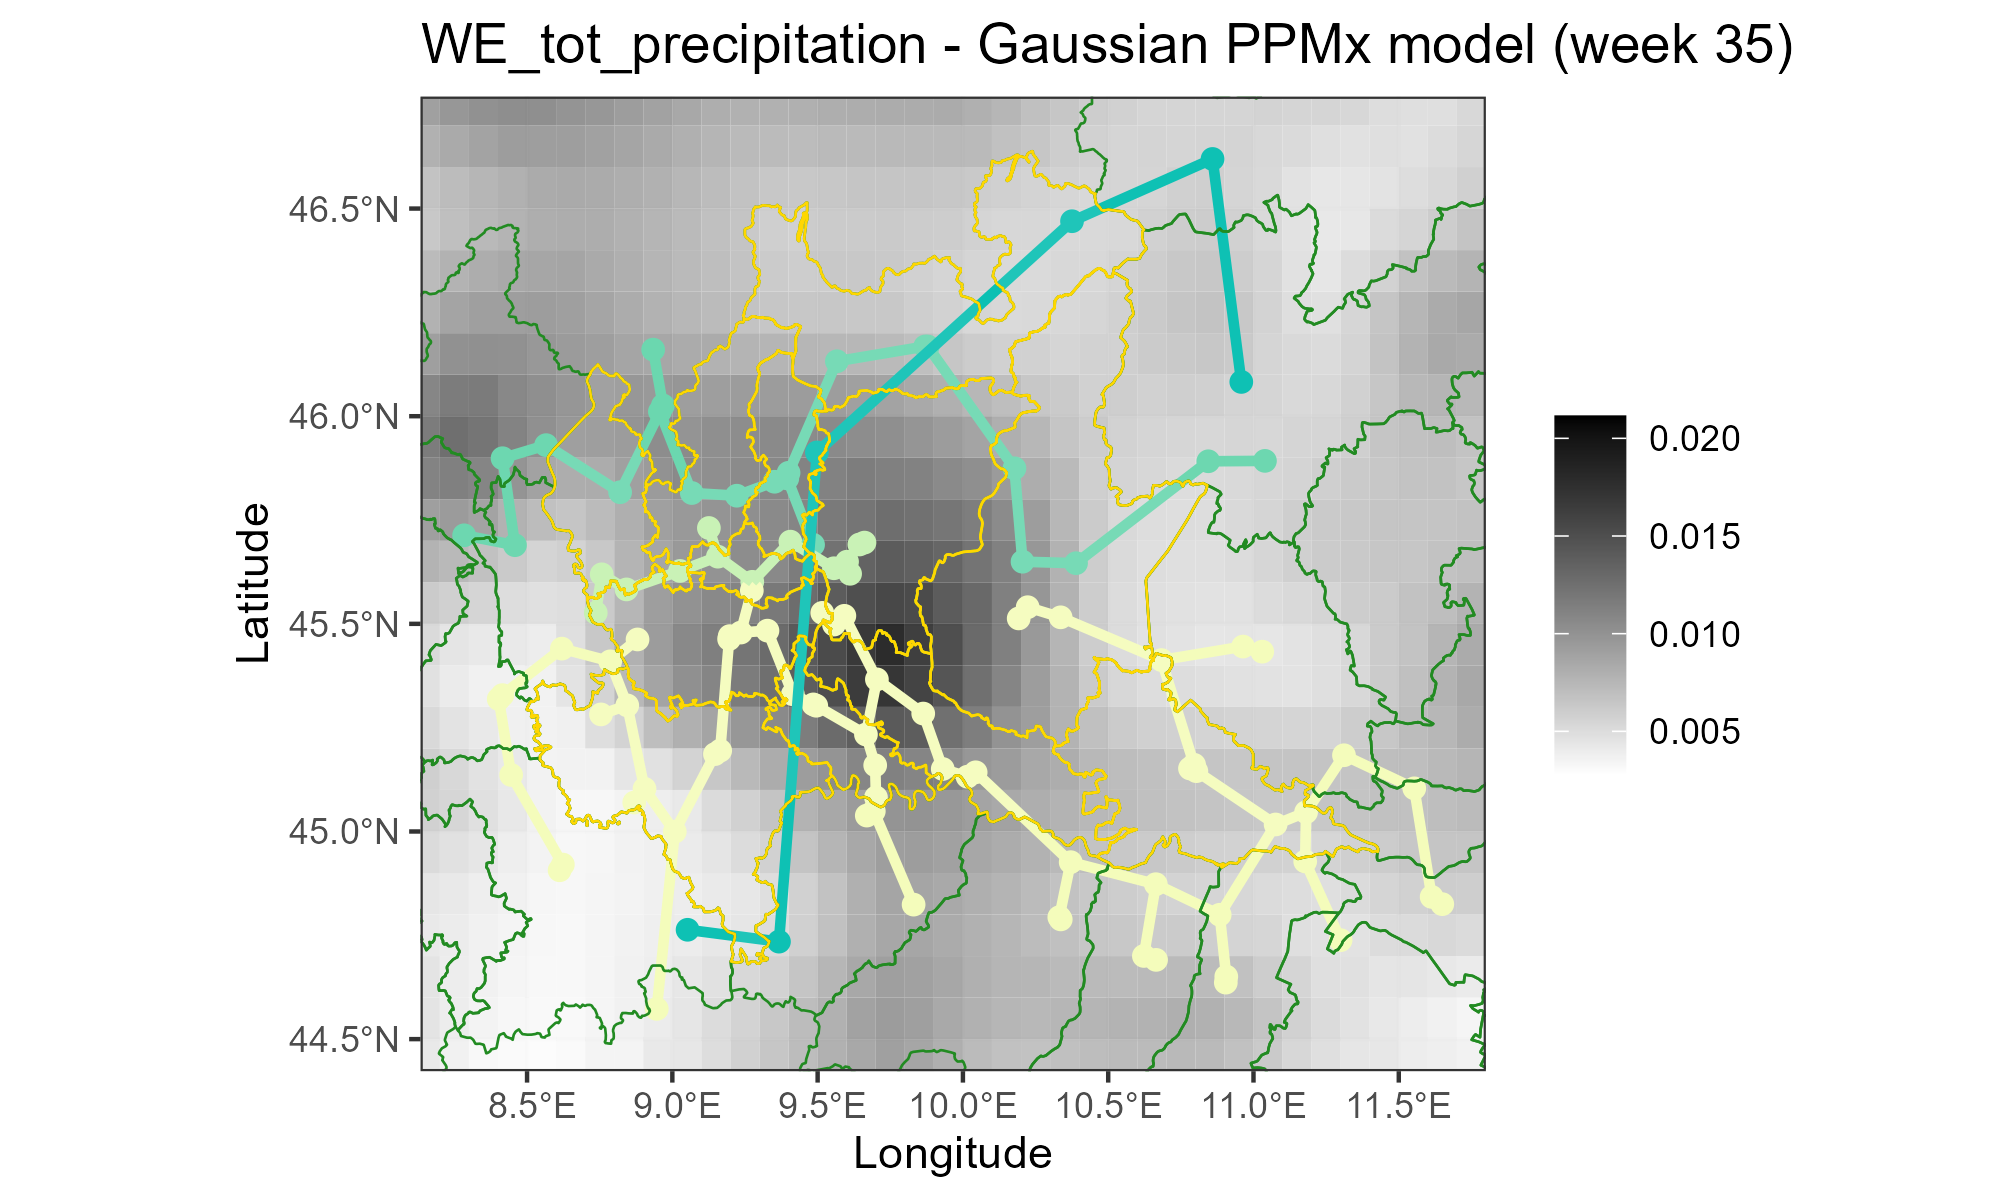 WE_tot_precipitation - Gaussian PPMx model (week 35)
46.5°N
46.0°N
45.5°N
45.0°N
44.5°N
Latitude
8.5°E 9.0°E 9.5°E 10.0°E 10.5°E 11.0°E 11.5°E
Longitude
0.020
0.015
0.010
0.005